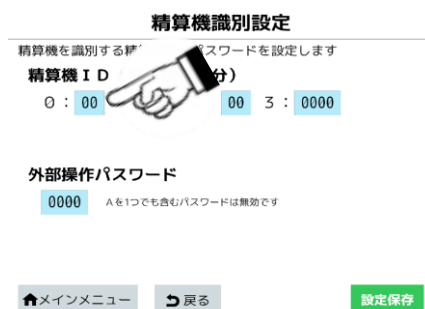 精算機識別設定
精算機を識別する精 パスワードを設定します
精算機ID 分)
0 : 00 00 3 : 0000
外部操作パスワード
0000 Aを1つでも含むパスワードは無効です
メインメニュー 戻る 設定保存